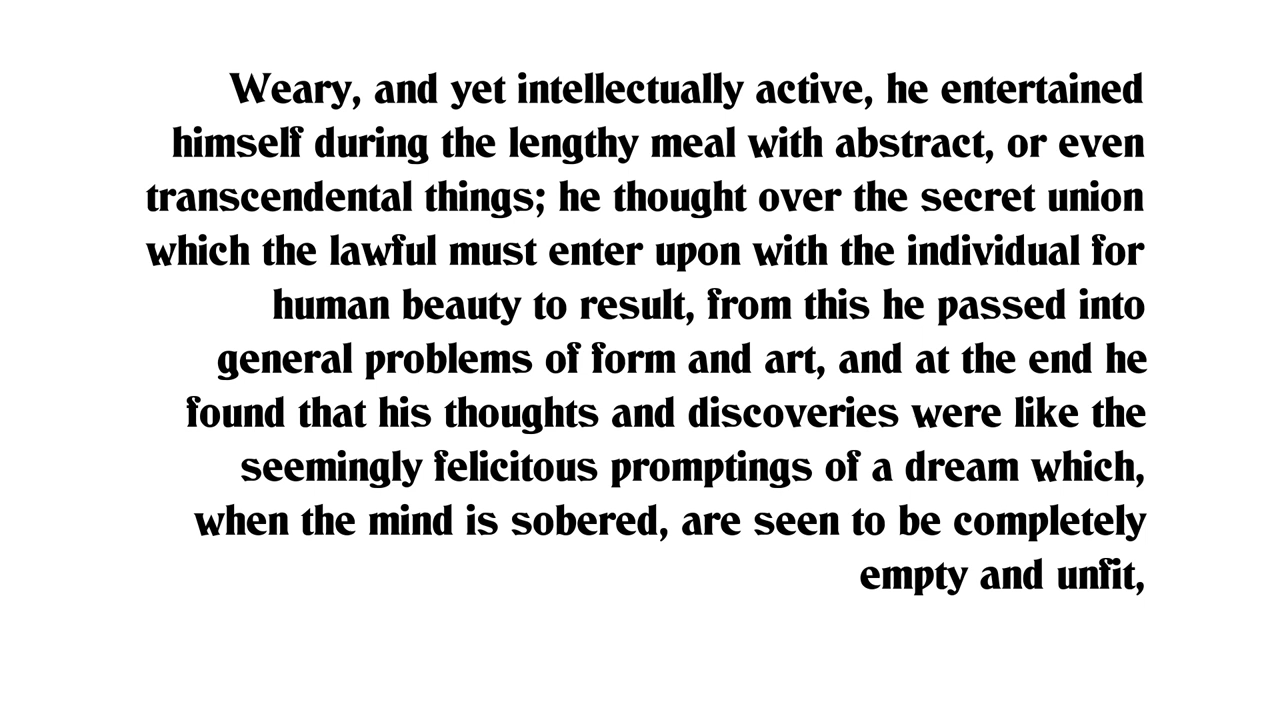 Weary, and yet intellectually active, he entertained
himself during the lengthy meal with abstract, or even
transcendental things; he thought over the secret union
which the lawful must enter upon with the individual for
human beauty to result, from this he passed into
general problems of form and art, and at the end he
found that his thoughts and discoveries were like the
seemingly felicitous promptings of a dream which,
when the mind is sobered, are seen to be completely
empty and unfit,